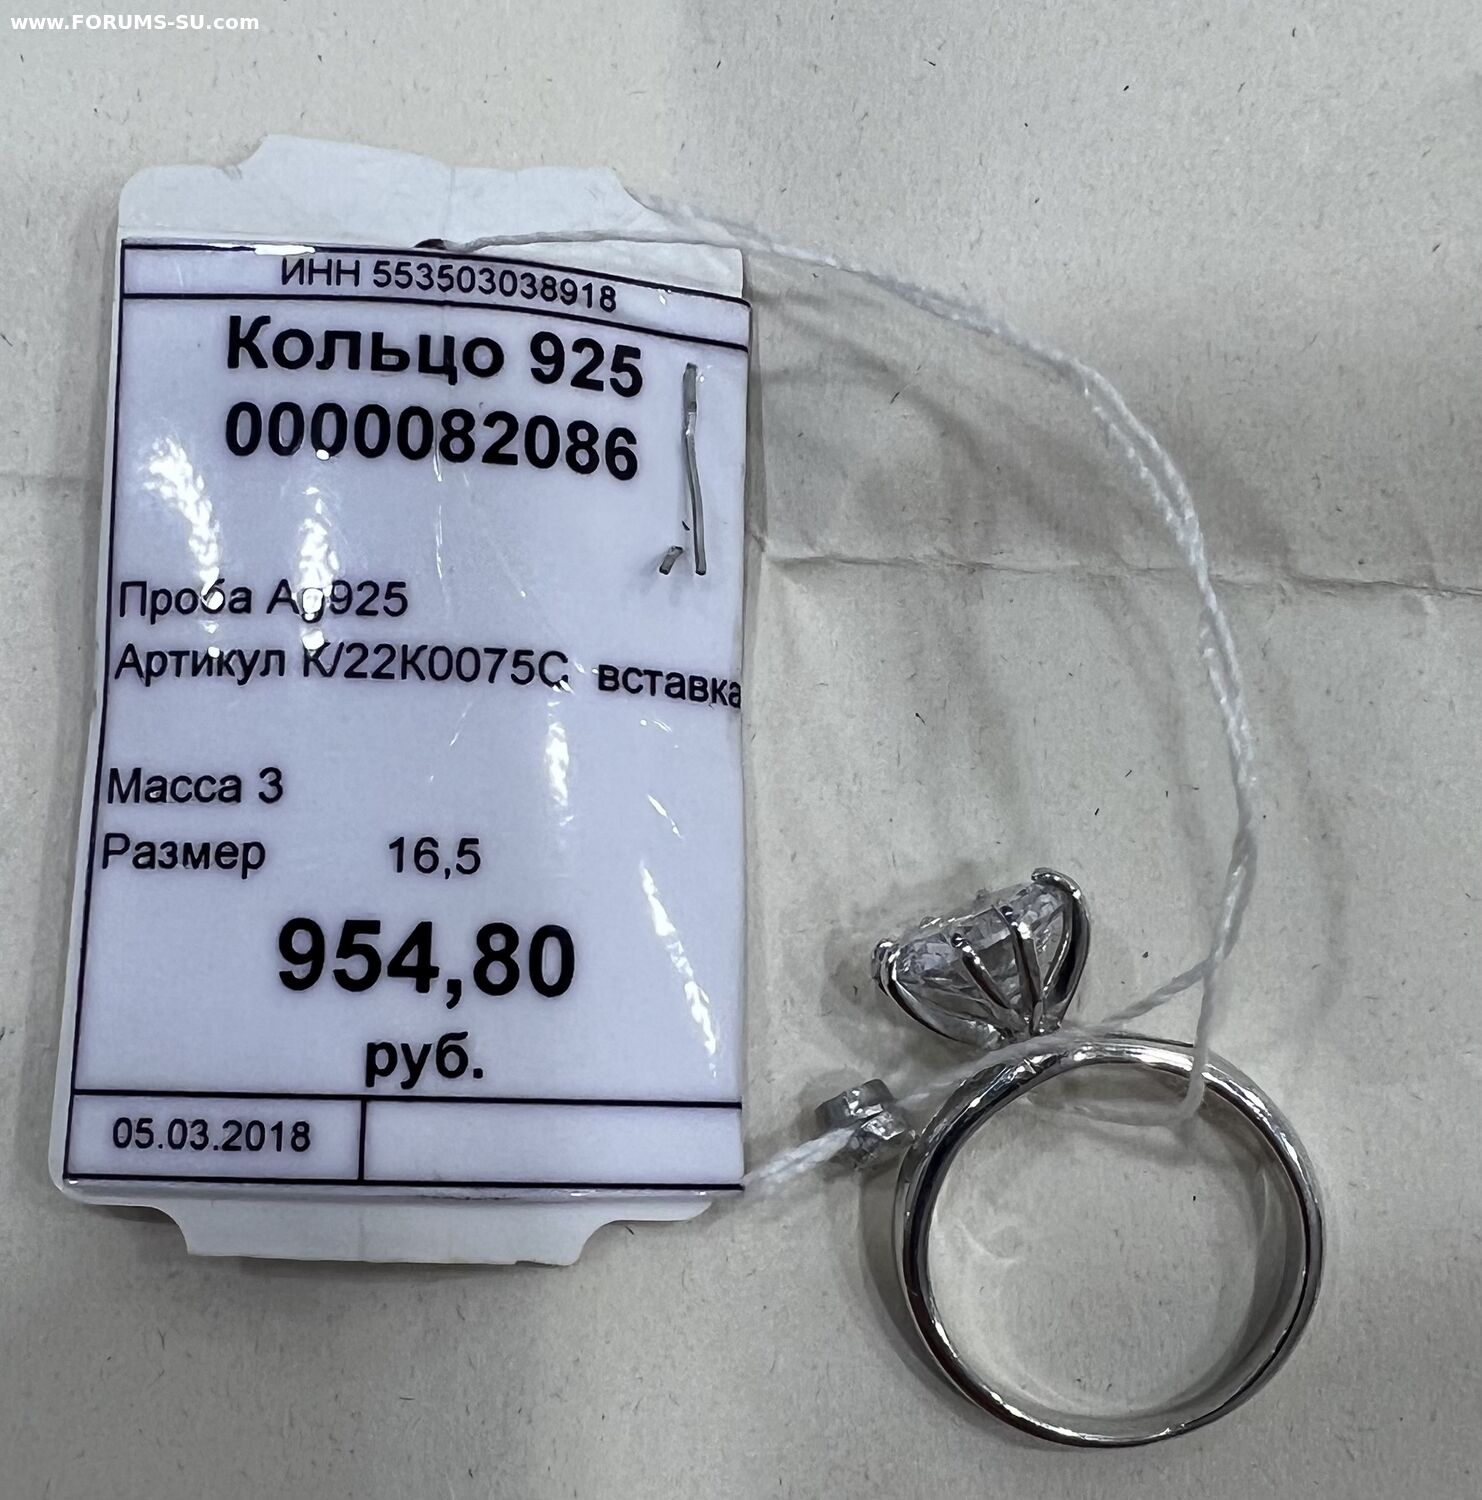 www.FORUMS-SU.com
ИНН 553503038918
Кольцо 925
0000082086
Проба Ag925
Артикул К/22К0075С, вставка
Масса 3
Размер 16,5
954,80
руб.
05.03.2018